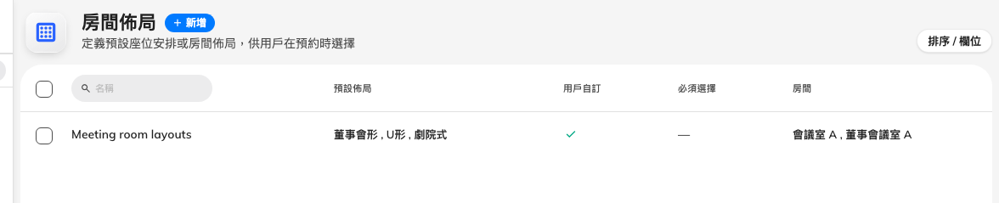 房間佈局
+ 新增
定義預設座位安排或房間佈局，供用戶在預約時選擇
排序 / 欄位
名稱
預設佈局
用戶自訂
必須選擇
房間
Meeting room layouts
董事會形 , U形 , 劇院式
—
會議室 A , 董事會議室 A